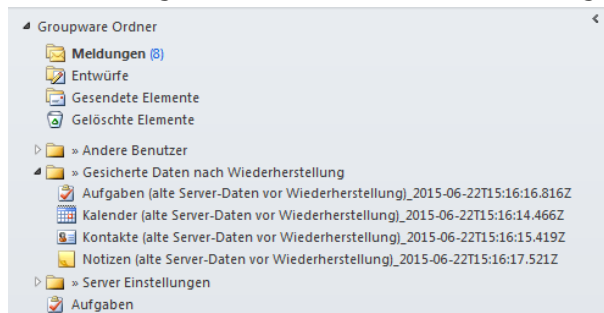 Groupware Ordner
Meldungen (8)
Entwürfe
Gesendete Elemente
Gelöschte Elemente
» Andere Benutzer
» Gesicherte Daten nach Wiederherstellung
Aufgaben (alte Server-Daten vor Wiederherstellung)_2015-06-22T15:16:16.816Z
Kalender (alte Server-Daten vor Wiederherstellung)_2015-06-22T15:16:14.466Z
Kontakte (alte Server-Daten vor Wiederherstellung)_2015-06-22T15:16:15.419Z
Notizen (alte Server-Daten vor Wiederherstellung)_2015-06-22T15:16:17.521Z
» Server Einstellungen
Aufgaben